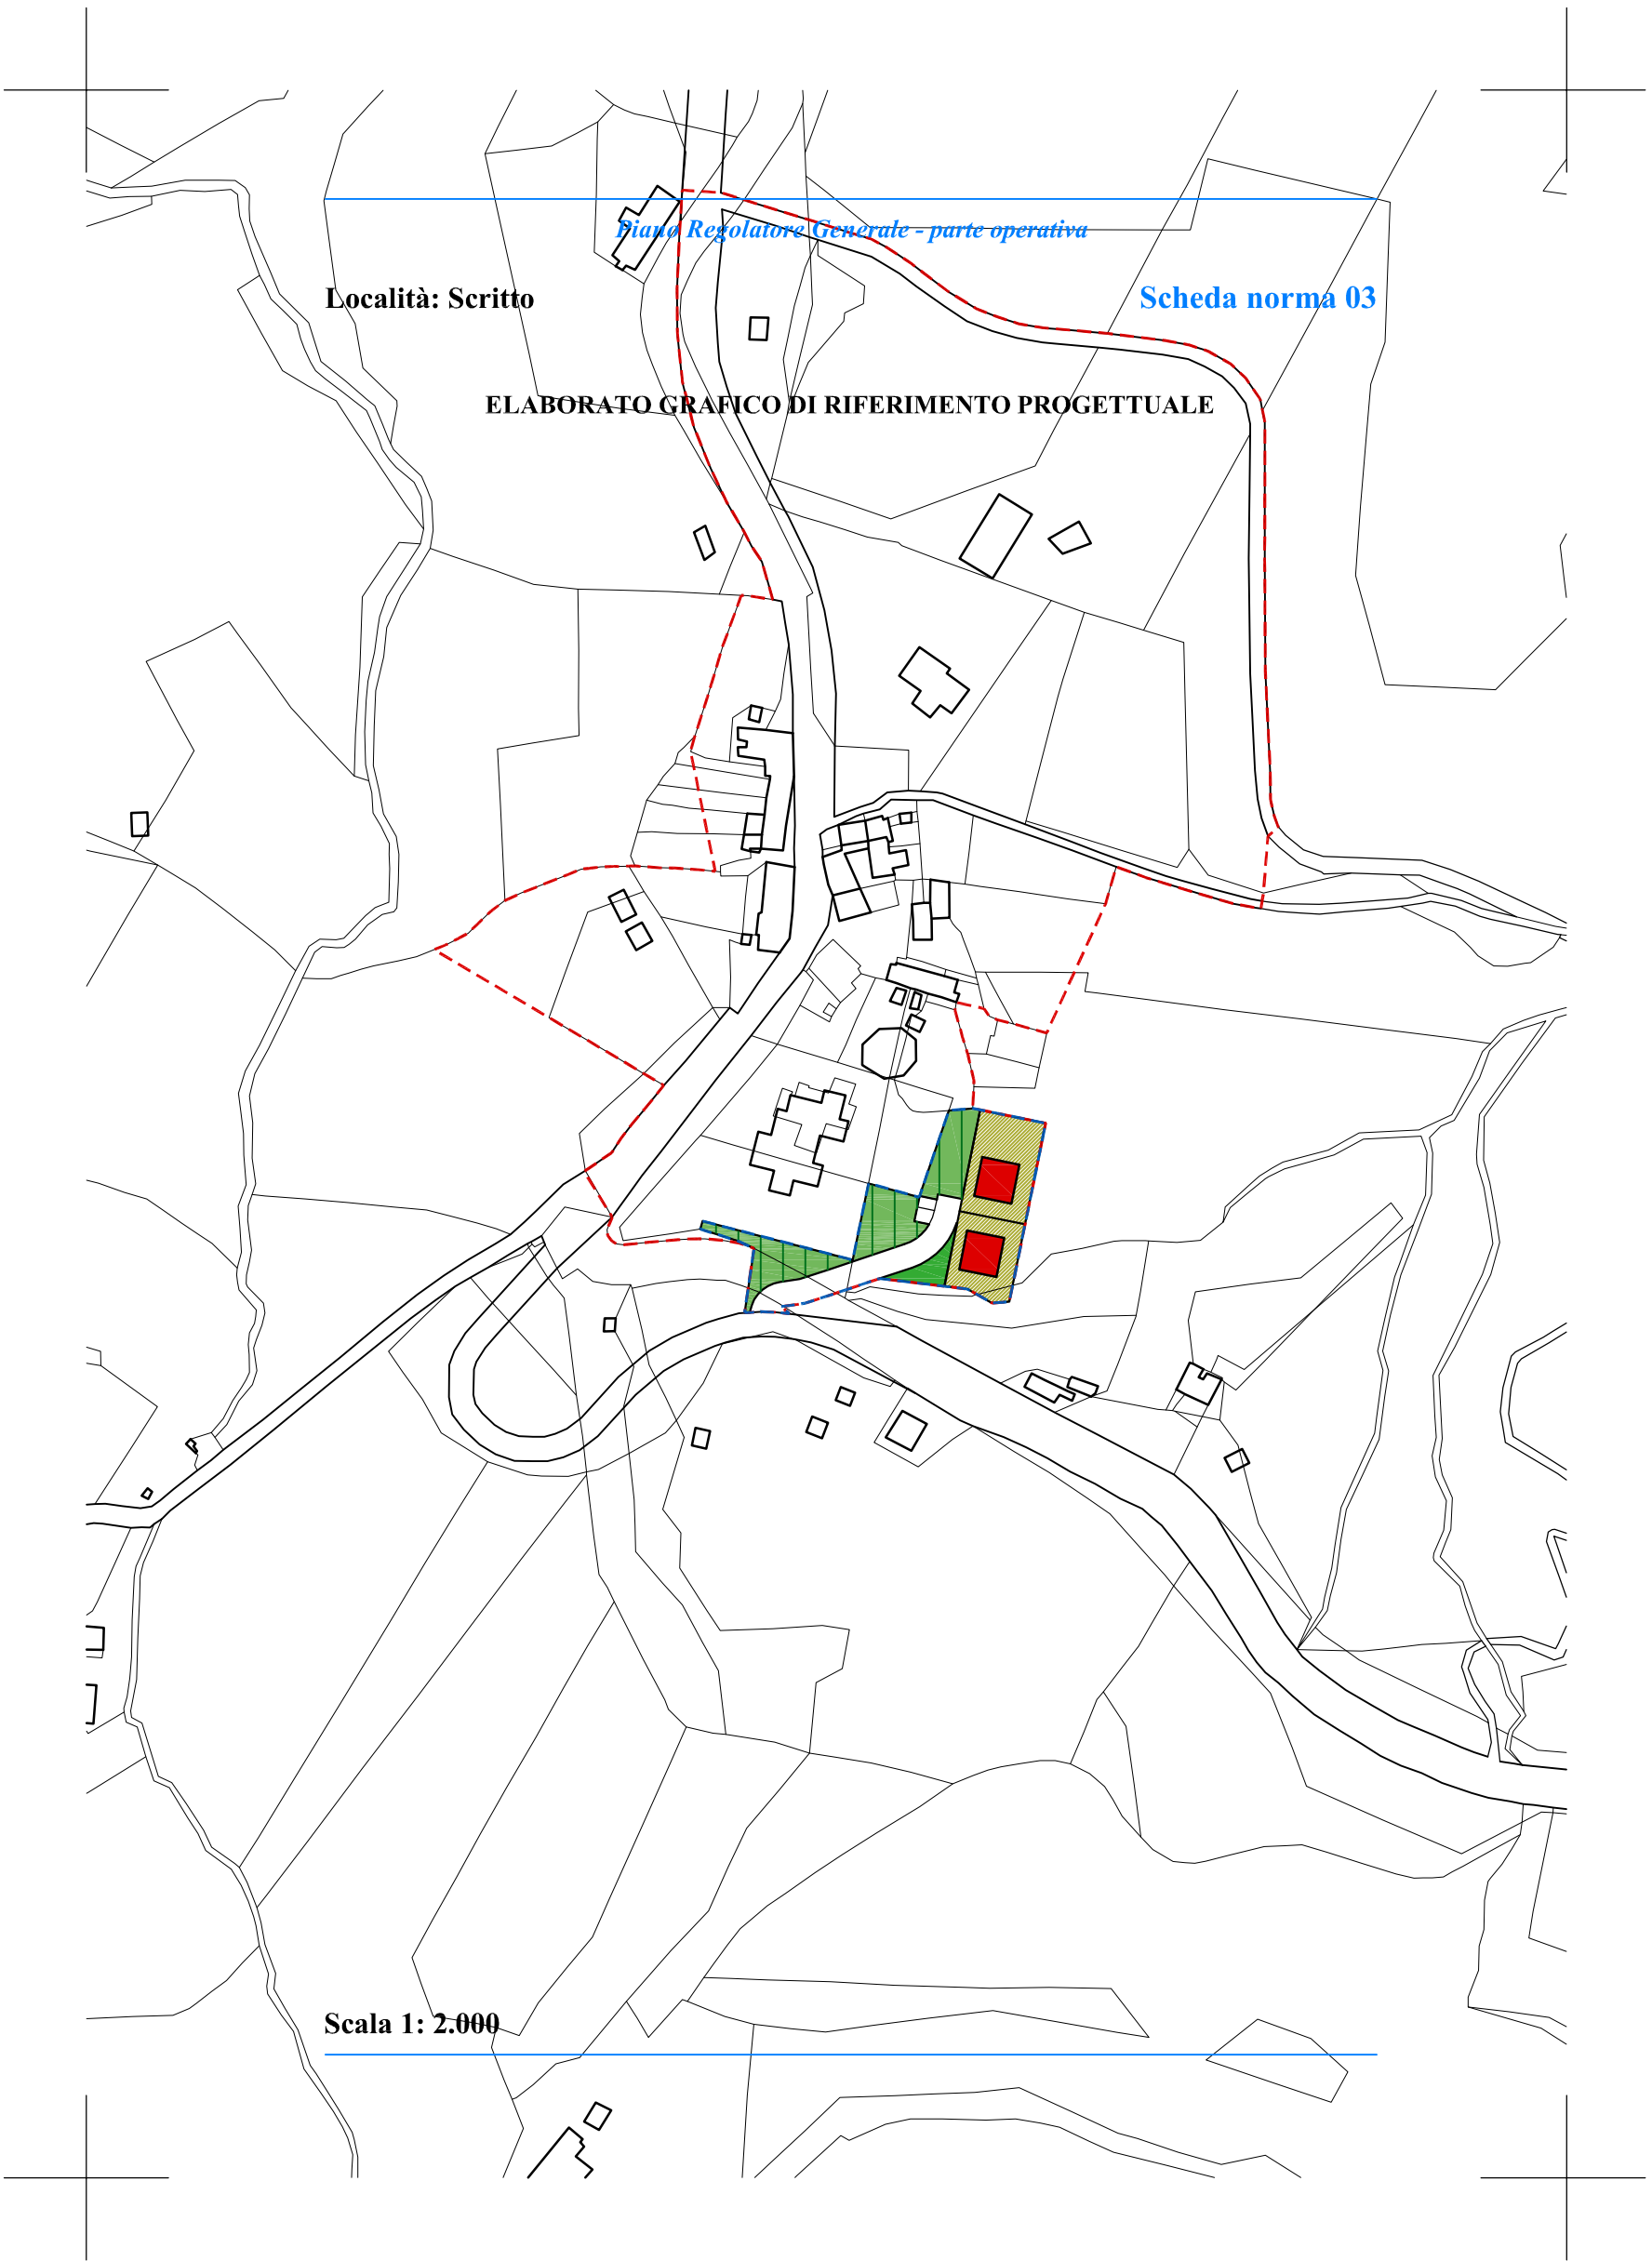 Piano Regolatore Generale - parte operativa
Località: Scritto
Scheda norma 03
ELABORATO GRAFICO DI RIFERIMENTO PROGETTUALE
Scala 1: 2.000